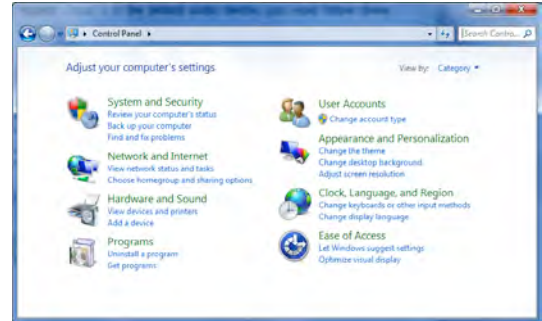 Control Panel
Search Contro...
Adjust your computer's settings
View by: Category
System and Security
Review your computer's status
Back up your computer
Find and fix problems
Network and Internet
View network status and tasks
Choose homegroup and sharing options
Hardware and Sound
View devices and printers
Add a device
Programs
Uninstall a program
Get programs
User Accounts
Change account type
Appearance and Personalization
Change the theme
Change desktop background
Adjust screen resolution
Clock, Language, and Region
Change keyboards or other input methods
Change display language
Ease of Access
Let Windows suggest settings
Optimize visual display